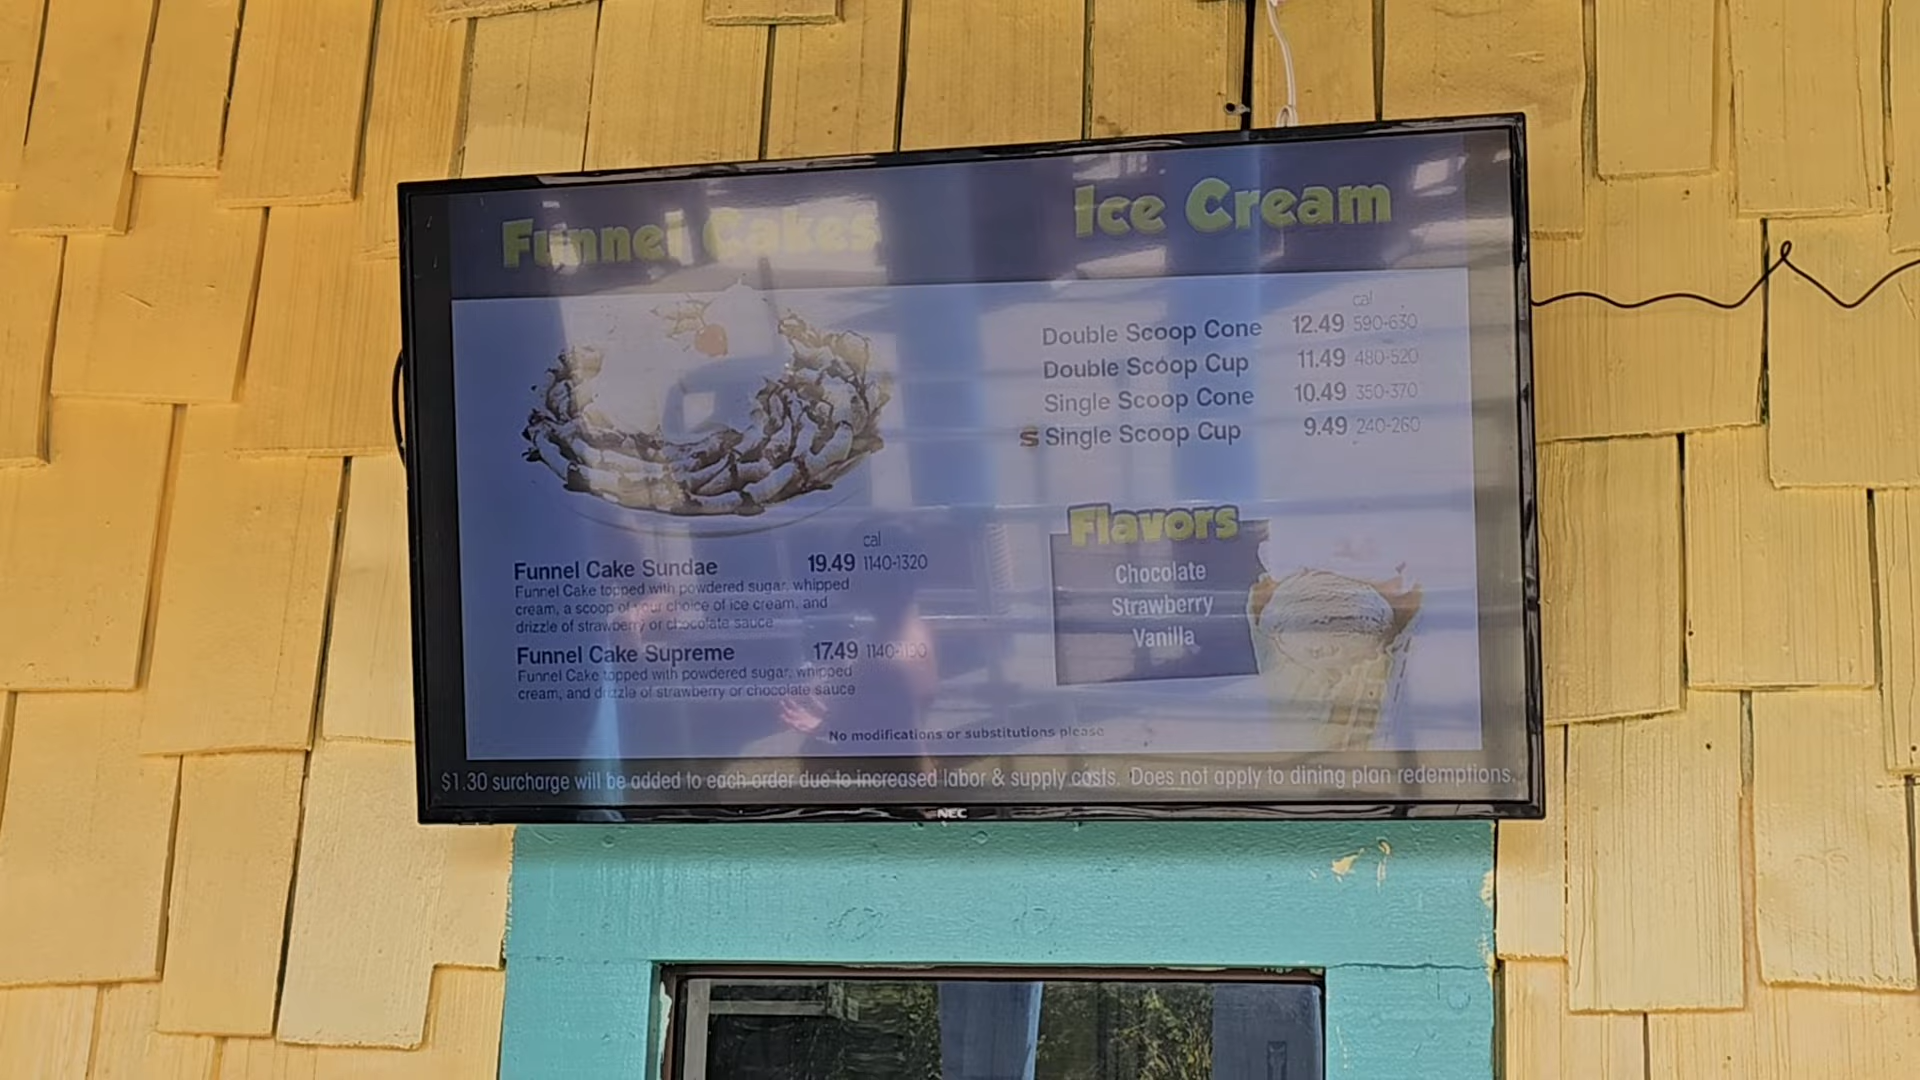 Funnel Cakes
cal
Funnel Cake Sundae 19.49 1140-1320
Funnel Cake topped with powdered sugar, whipped
cream, a scoop of your choice of ice cream, and
drizzle of strawberry or chocolate sauce
Funnel Cake Supreme 17.49
Funnel Cake topped with powdered sugar, whipped
cream, and drizzle of strawberry or chocolate sauce
Ice Cream
cal
Double Scoop Cone 12.49 590-630
Double Scoop Cup 11.49 480-520
Single Scoop Cone 10.49 350-370
S Single Scoop Cup 9.49 240-260
Flavors
Chocolate
Strawberry
Vanilla
No modifications or substitutions please
$1.30 surcharge will be added to each order due to increased labor & supply costs. Does not apply to dining plan redemptions.
NEC